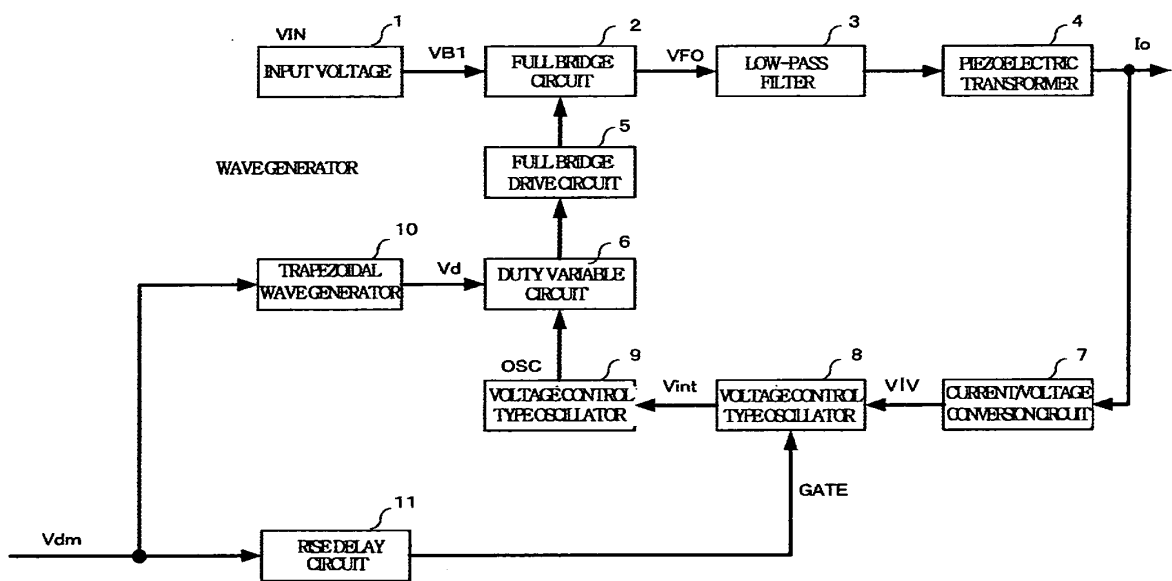 VIN
1
INPUT VOLTAGE
VB1
2
FULL BRIDGE
CIRCUIT
VFO
3
LOW-PASS
FILTER
4
PIEZOELECTRIC
TRANSFORMER
Io
5
FULL BRIDGE
DRIVE CIRCUIT
WAVE GENERATOR
10
TRAPEZOIDAL
WAVE GENERATOR
Vd
6
DUTY VARIABLE
CIRCUIT
OSC
9
VOLTAGE CONTROL
TYPE OSCILLATOR
Vint
8
VOLTAGE CONTROL
TYPE OSCILLATOR
VIV
7
CURRENT/VOLTAGE
CONVERSION CIRCUIT
GATE
Vdm
11
RISE DELAY
CIRCUIT